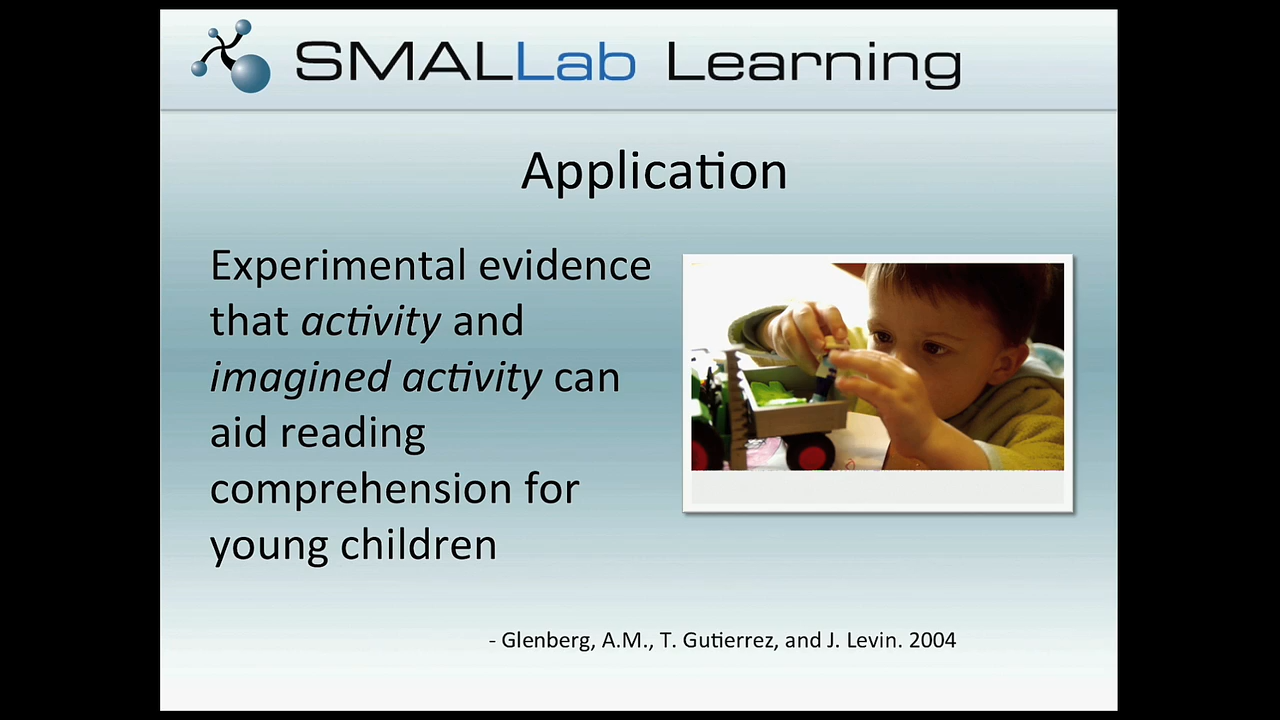 SMALLab Learning
Application
Experimental evidence
that activity and
imagined activity can
aid reading
comprehension for
young children
- Glenberg, A.M., T. Gutierrez, and J. Levin. 2004